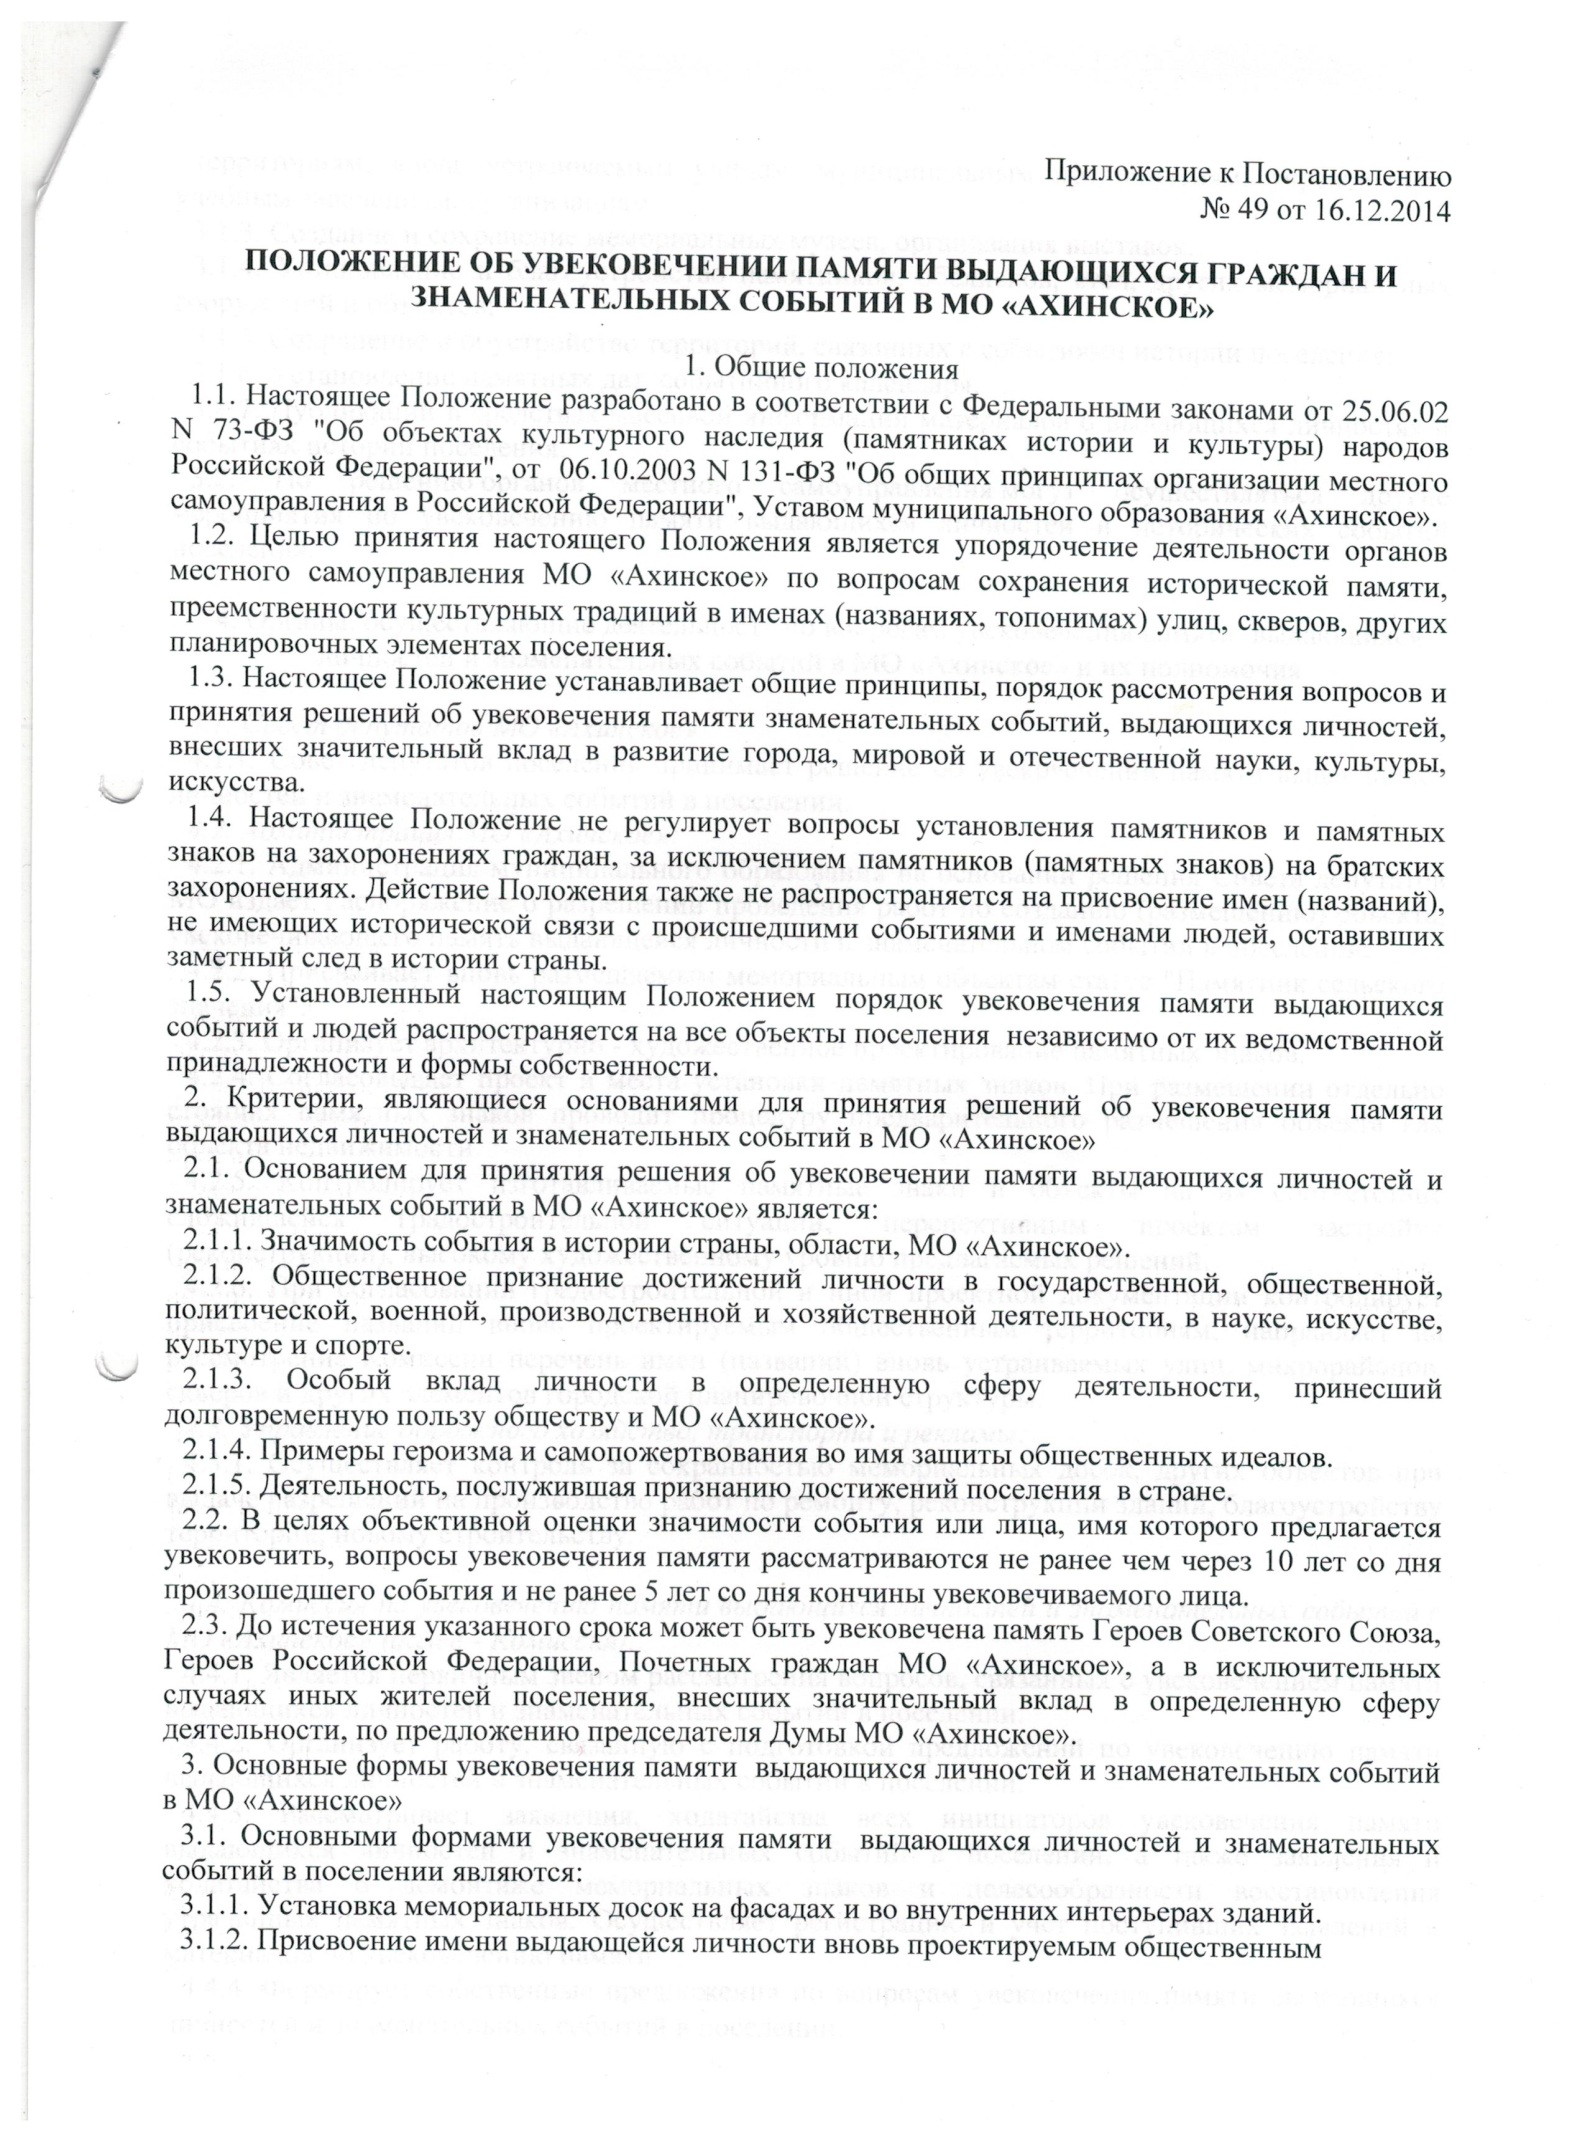 Приложение к Постановлению
№ 49 от 16.12.2014
ПОЛОЖЕНИЕ ОБ УВЕКОВЕЧЕНИИ ПАМЯТИ ВЫДАЮЩИХСЯ ГРАЖДАН И
ЗНАМЕНАТЕЛЬНЫХ СОБЫТИЙ В МО «АХИНСКОЕ»
1. Общие положения
1.1. Настоящее Положение разработано в соответствии с Федеральными законами от 25.06.02
N 73-ФЗ "Об объектах культурного наследия (памятниках истории и культуры) народов
Российской Федерации", от 06.10.2003 N 131-ФЗ "Об общих принципах организации местного
самоуправления в Российской Федерации", Уставом муниципального образования «Ахинское».
1.2. Целью принятия настоящего Положения является упорядочение деятельности органов
местного самоуправления МО «Ахинское» по вопросам сохранения исторической памяти,
преемственности культурных традиций в именах (названиях, топонимах) улиц, скверов, других
планировочных элементах поселения.
1.3. Настоящее Положение устанавливает общие принципы, порядок рассмотрения вопросов и
принятия решений об увековечения памяти знаменательных событий, выдающихся личностей,
внесших значительный вклад в развитие города, мировой и отечественной науки, культуры,
искусства.
1.4. Настоящее Положение не регулирует вопросы установления памятников и памятных
знаков на захоронениях граждан, за исключением памятников (памятных знаков) на братских
захоронениях. Действие Положения также не распространяется на присвоение имен (названий),
не имеющих исторической связи с происшедшими событиями и именами людей, оставивших
заметный след в истории страны.
1.5. Установленный настоящим Положением порядок увековечения памяти выдающихся
событий и людей распространяется на все объекты поселения независимо от их ведомственной
принадлежности и формы собственности.
2. Критерии, являющиеся основаниями для принятия решений об увековечения памяти
выдающихся личностей и знаменательных событий в МО «Ахинское»
2.1. Основанием для принятия решения об увековечении памяти выдающихся личностей и
знаменательных событий в МО «Ахинское» является:
2.1.1. Значимость события в истории страны, области, МО «Ахинское».
2.1.2. Общественное признание достижений личности в государственной, общественной,
политической, военной, производственной и хозяйственной деятельности, в науке, искусстве,
культуре и спорте.
2.1.3. Особый вклад личности в определенную сферу деятельности, принесший
долговременную пользу обществу и МО «Ахинское».
2.1.4. Примеры героизма и самопожертвования во имя защиты общественных идеалов.
2.1.5. Деятельность, послужившая признанию достижений поселения в стране.
2.2. В целях объективной оценки значимости события или лица, имя которого предлагается
увековечить, вопросы увековечения памяти рассматриваются не ранее чем через 10 лет со дня
произошедшего события и не ранее 5 лет со дня кончины увековечиваемого лица.
2.3. До истечения указанного срока может быть увековечена память Героев Советского Союза,
Героев Российской Федерации, Почетных граждан МО «Ахинское», а в исключительных
случаях иных жителей поселения, внесших значительный вклад в определенную сферу
деятельности, по предложению председателя Думы МО «Ахинское».
3. Основные формы увековечения памяти выдающихся личностей и знаменательных событий
в МО «Ахинское»
3.1. Основными формами увековечения памяти выдающихся личностей и знаменательных
событий в поселении являются:
3.1.1. Установка мемориальных досок на фасадах и во внутренних интерьерах зданий.
3.1.2. Присвоение имени выдающейся личности вновь проектируемым общественным